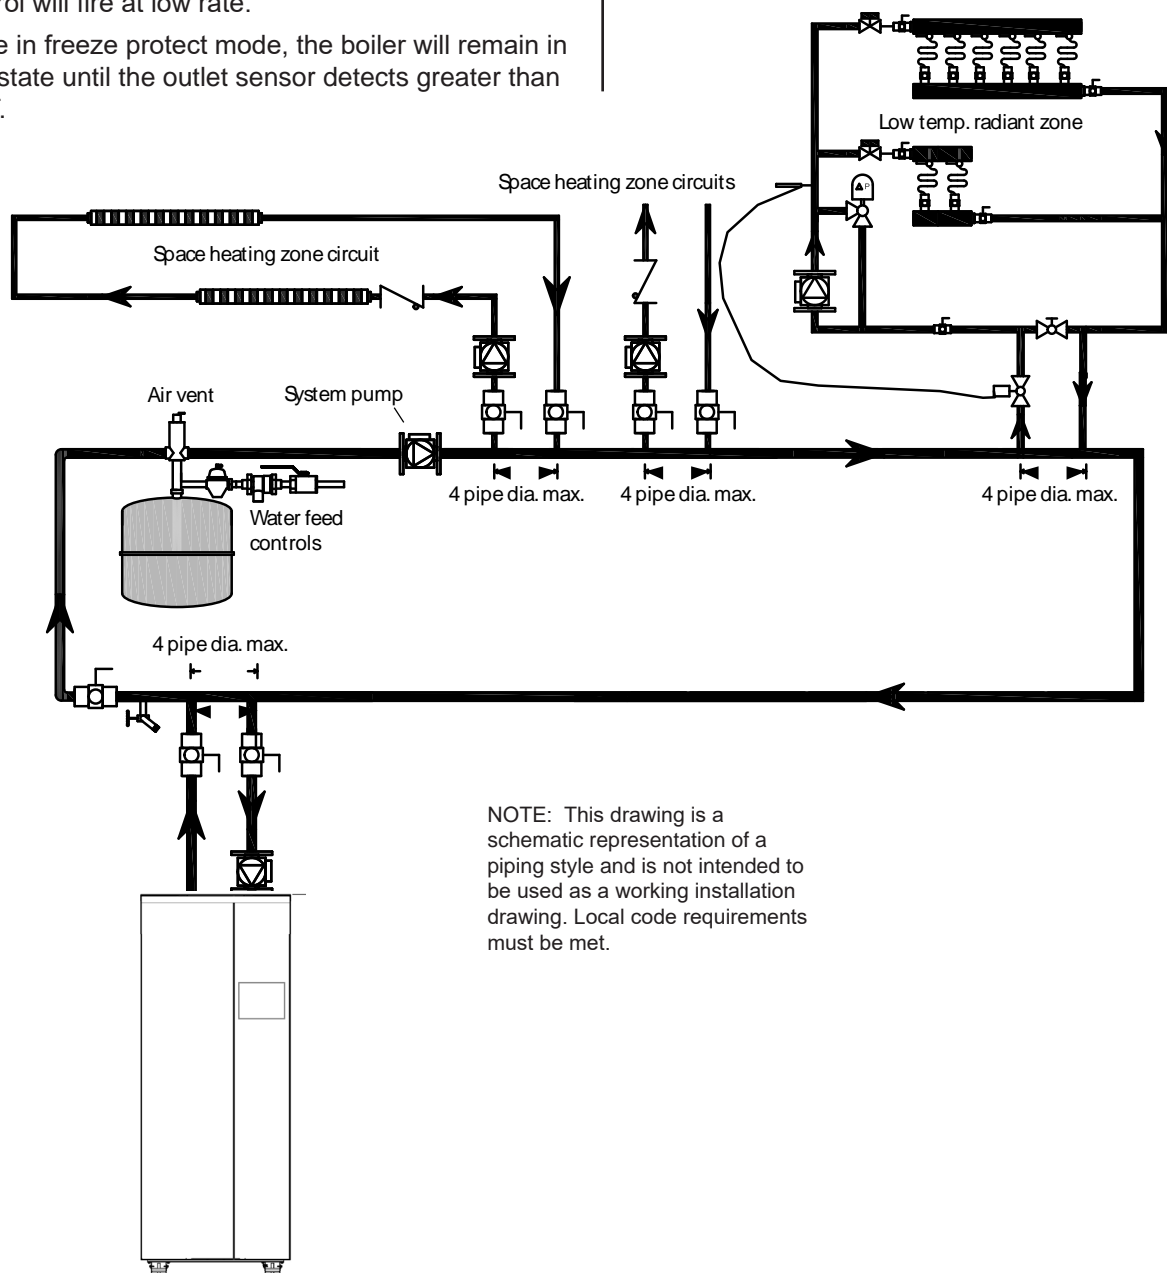 will fire at low rate.
in freeze protect mode, the boiler will remain in
state until the outlet sensor detects greater than
Low temp. radiant zone
Space heating zone circuits
Space heating zone circuit
ΔP
Air vent
System pump
4 pipe dia. max.
4 pipe dia. max.
4 pipe dia. max.
Water feed
controls
4 pipe dia. max.
NOTE: This drawing is a
schematic representation of a
piping style and is not intended to
be used as a working installation
drawing. Local code requirements
must be met.